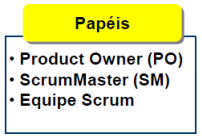 Papéis
• Product Owner (PO)
• ScrumMaster (SM)
• Equipe Scrum